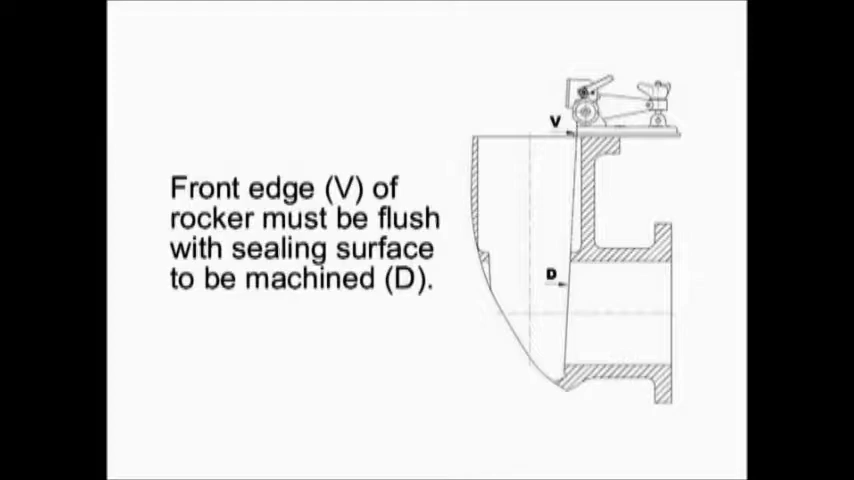 Front edge (V) of
rocker must be flush
with sealing surface
to be machined (D).
V
D